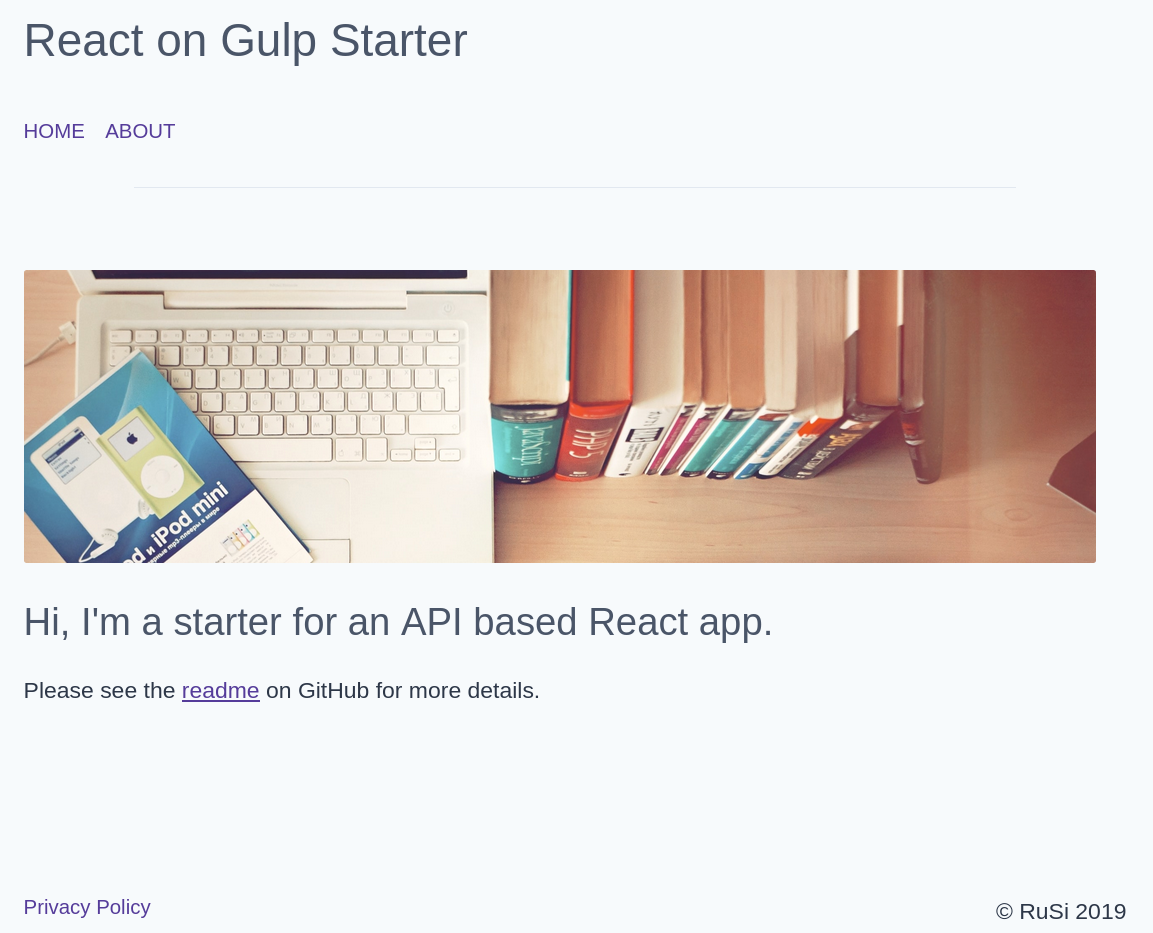 React on Gulp Starter
HOME ABOUT
iPod mini
Hi, I'm a starter for an API based React app.
Please see the readme on GitHub for more details.
Privacy Policy
© RuSi 2019